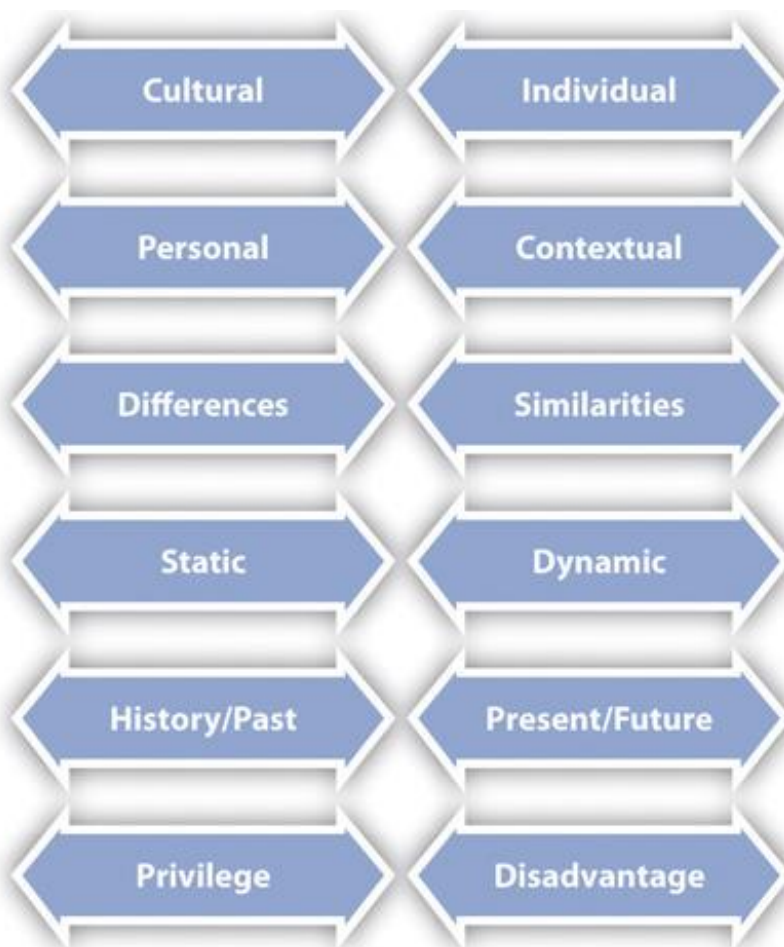 Cultural
Individual
Personal
Contextual
Differences
Similarities
Static
Dynamic
History/Past
Present/Future
Privilege
Disadvantage